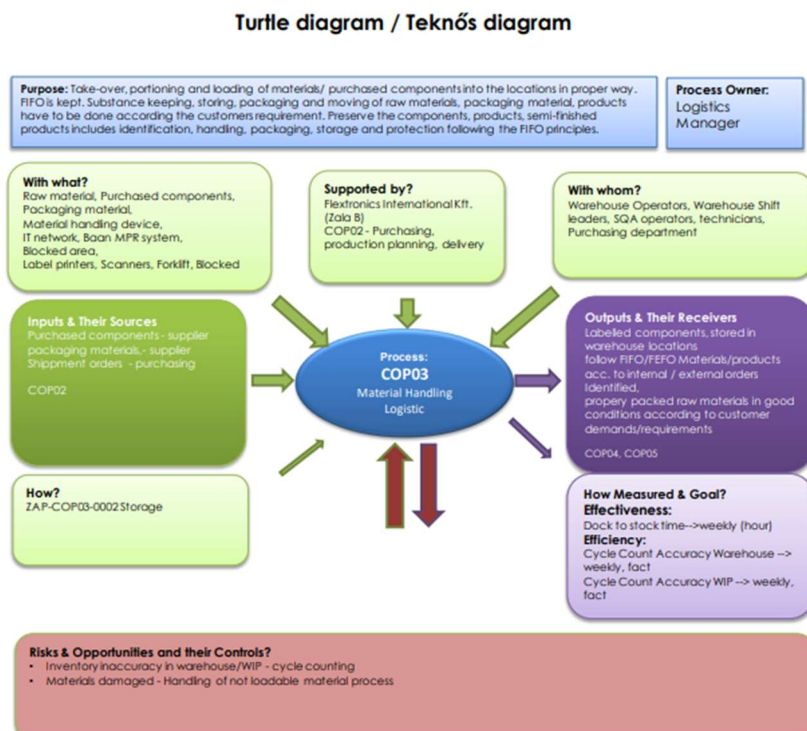 Turtle diagram / Teknős diagram
Purpose: Take-over, portioning and loading of materials/ purchased components into the locations in proper way.
FIFO is kept. Substance keeping, storing, packaging and moving of raw materials, packaging material, products
have to be done according the customers requirement. Preserve the components, products, semi-finished
products includes identification, handling, packaging, storage and protection following the FIFO principles.
Process Owner:
Logistics
Manager
With what?
Raw material, Purchased components,
Packaging material,
Material handling device,
IT network, Baan MPR system,
Blocked area,
Label printers, Scanners, Forklift, Blocked
Supported by?
Flextronics International Kft.
(Zala B)
COP02 - Purchasing,
production planning, delivery
With whom?
Warehouse Operators, Warehouse Shift
leaders, SQA operators, technicians,
Purchasing department
Inputs & Their Sources
Purchased components - supplier
packaging materials,- supplier
Shippment orders - purchasing
COP02
Process:
COP03
Material Handling
Logistic
Outputs & Their Receivers
Labelled components, stored in
warehouse locations
follow FIFO/FEFO Materials/products
acc. to internal / external orders
Identified,
propery packed raw materials in good
conditions according to customer
demands/requirements
COP04, COP05
How?
ZAP-COP03-0002 Storage
How Measured & Goal?
Effectiveness:
Dock to stock time-->weekly (hour)
Efficiency:
Cycle Count Accuracy Warehouse -->
weekly, fact
Cycle Count Accuracy WIP --> weekly,
fact
Risks & Opportunities and their Controls?
• Inventory inaccuracy in warehouse/WIP - cycle counting
• Materials damaged - Handling of not loadable material process